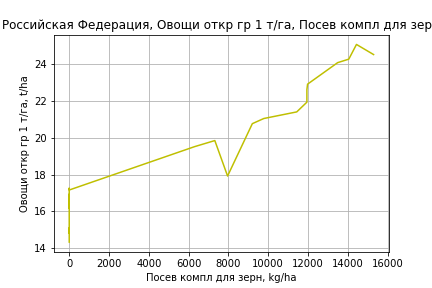 Российская Федерация, Овощи откр гр 1 т/га, Посев компл для зер
Овощи откр гр 1 т/га, t/ha
24
22
20
18
16
14
0 2000 4000 6000 8000 10000 12000 14000 16000
Посев компл для зерн, kg/ha